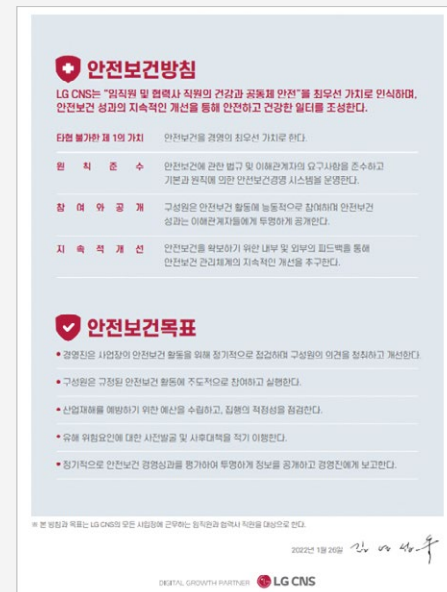 안전보건방침
LG CNS는 "임직원 및 협력사 직원의 건강과 공동체 안전"을 최우선 가치로 인식하며,
안전보건 성과의 지속적인 개선을 통해 안전하고 건강한 일터를 조성한다.
타협 불가한 제 1의 가치 안전보건을 경영의 최우선 가치로 한다.
원 칙 준 수 안전보건에 관한 법규 및 이해관계자의 요구사항을 준수하고
기본과 원칙에 의한 안전보건경영 시스템을 운영한다.
참 여 와 공 개 구성원은 안전보건 활동에 능동적으로 참여하며 안전보건
성과는 이해관계자들에게 투명하게 공개한다.
지 속 적 개 선 안전보건을 확보하기 위한 내부 및 외부의 피드백을 통해
안전보건 관리체계의 지속적인 개선을 추구한다.
안전보건목표
• 경영진은 사업장의 안전보건 활동을 위해 정기적으로 점검하며 구성원의 의견을 청취하고 개선한다.
• 구성원은 규정된 안전보건 활동에 주도적으로 참여하고 실행한다.
• 산업재해를 예방하기 위한 예산을 수립하고, 집행의 적정성을 점검한다.
• 유해 위험요인에 대한 사전발굴 및 사후대책을 적기 이행한다.
• 정기적으로 안전보건 경영성과를 평가하여 투명하게 정보를 공개하고 경영진에게 보고한다.
※ 본 방침과 목표는 LG CNS의 모든 사업장에 근무하는 임직원과 협력사 직원을 대상으로 한다.
2022년 1월 26일
DIGITAL GROWTH PARTNER LG CNS